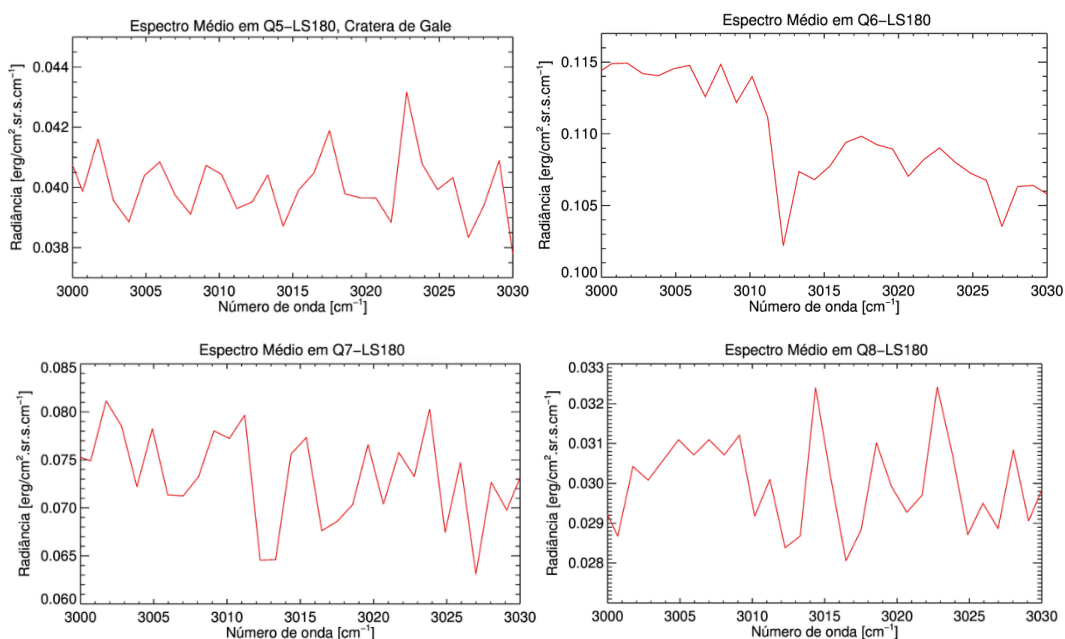 Espectro Médio em Q5−LS180, Cratera de Gale
Radiância [erg/cm².sr.s.cm⁻¹]
0.044
0.042
0.040
0.038
3000 3005 3010 3015 3020 3025 3030
Número de onda [cm⁻¹]
Espectro Médio em Q6−LS180
Radiância [erg/cm².sr.s.cm⁻¹]
0.115
0.110
0.105
0.100
3000 3005 3010 3015 3020 3025 3030
Número de onda [cm⁻¹]
Espectro Médio em Q7−LS180
Radiância [erg/cm².sr.s.cm⁻¹]
0.085
0.080
0.075
0.070
0.065
0.060
3000 3005 3010 3015 3020 3025 3030
Número de onda [cm⁻¹]
Espectro Médio em Q8−LS180
Radiância [erg/cm².sr.s.cm⁻¹]
0.033
0.032
0.031
0.030
0.029
0.028
3000 3005 3010 3015 3020 3025 3030
Número de onda [cm⁻¹]